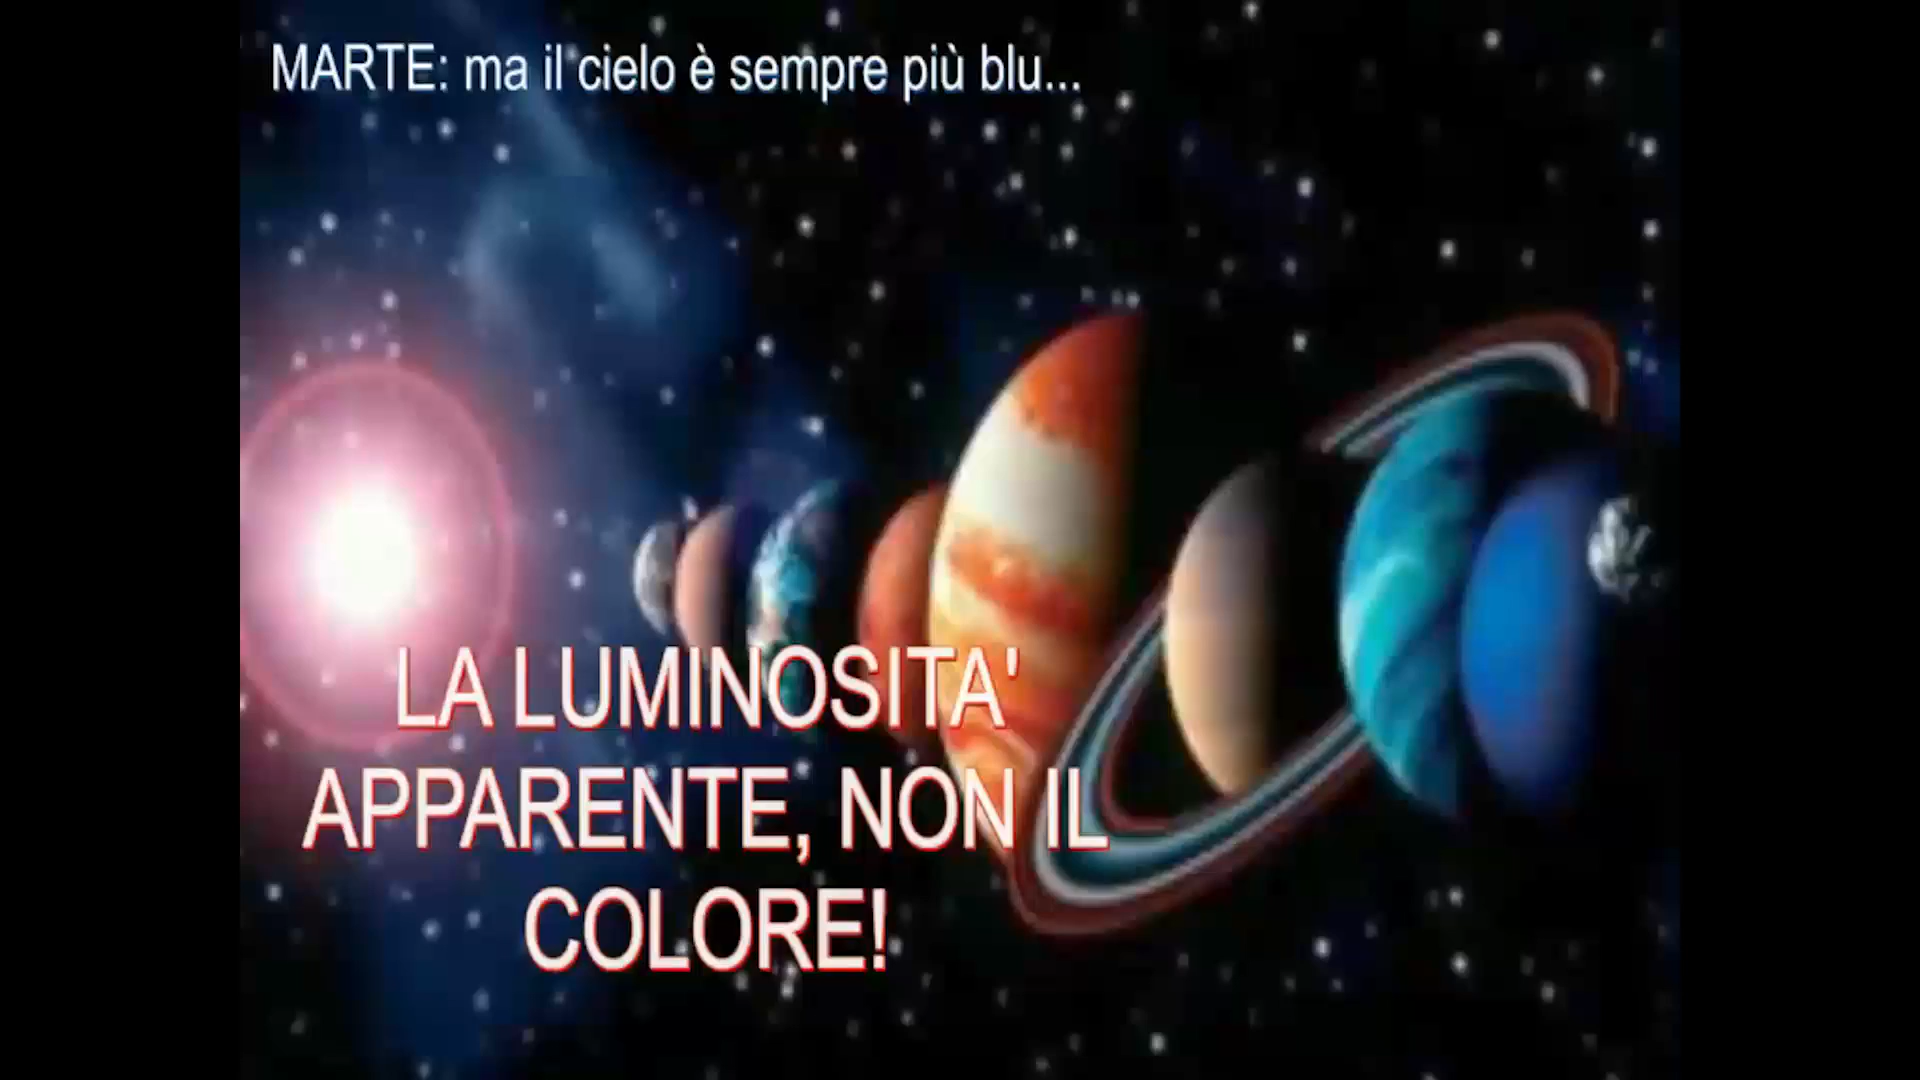 MARTE: ma il cielo è sempre più blu...
LA LUMINOSITA'
APPARENTE, NON IL
COLORE!